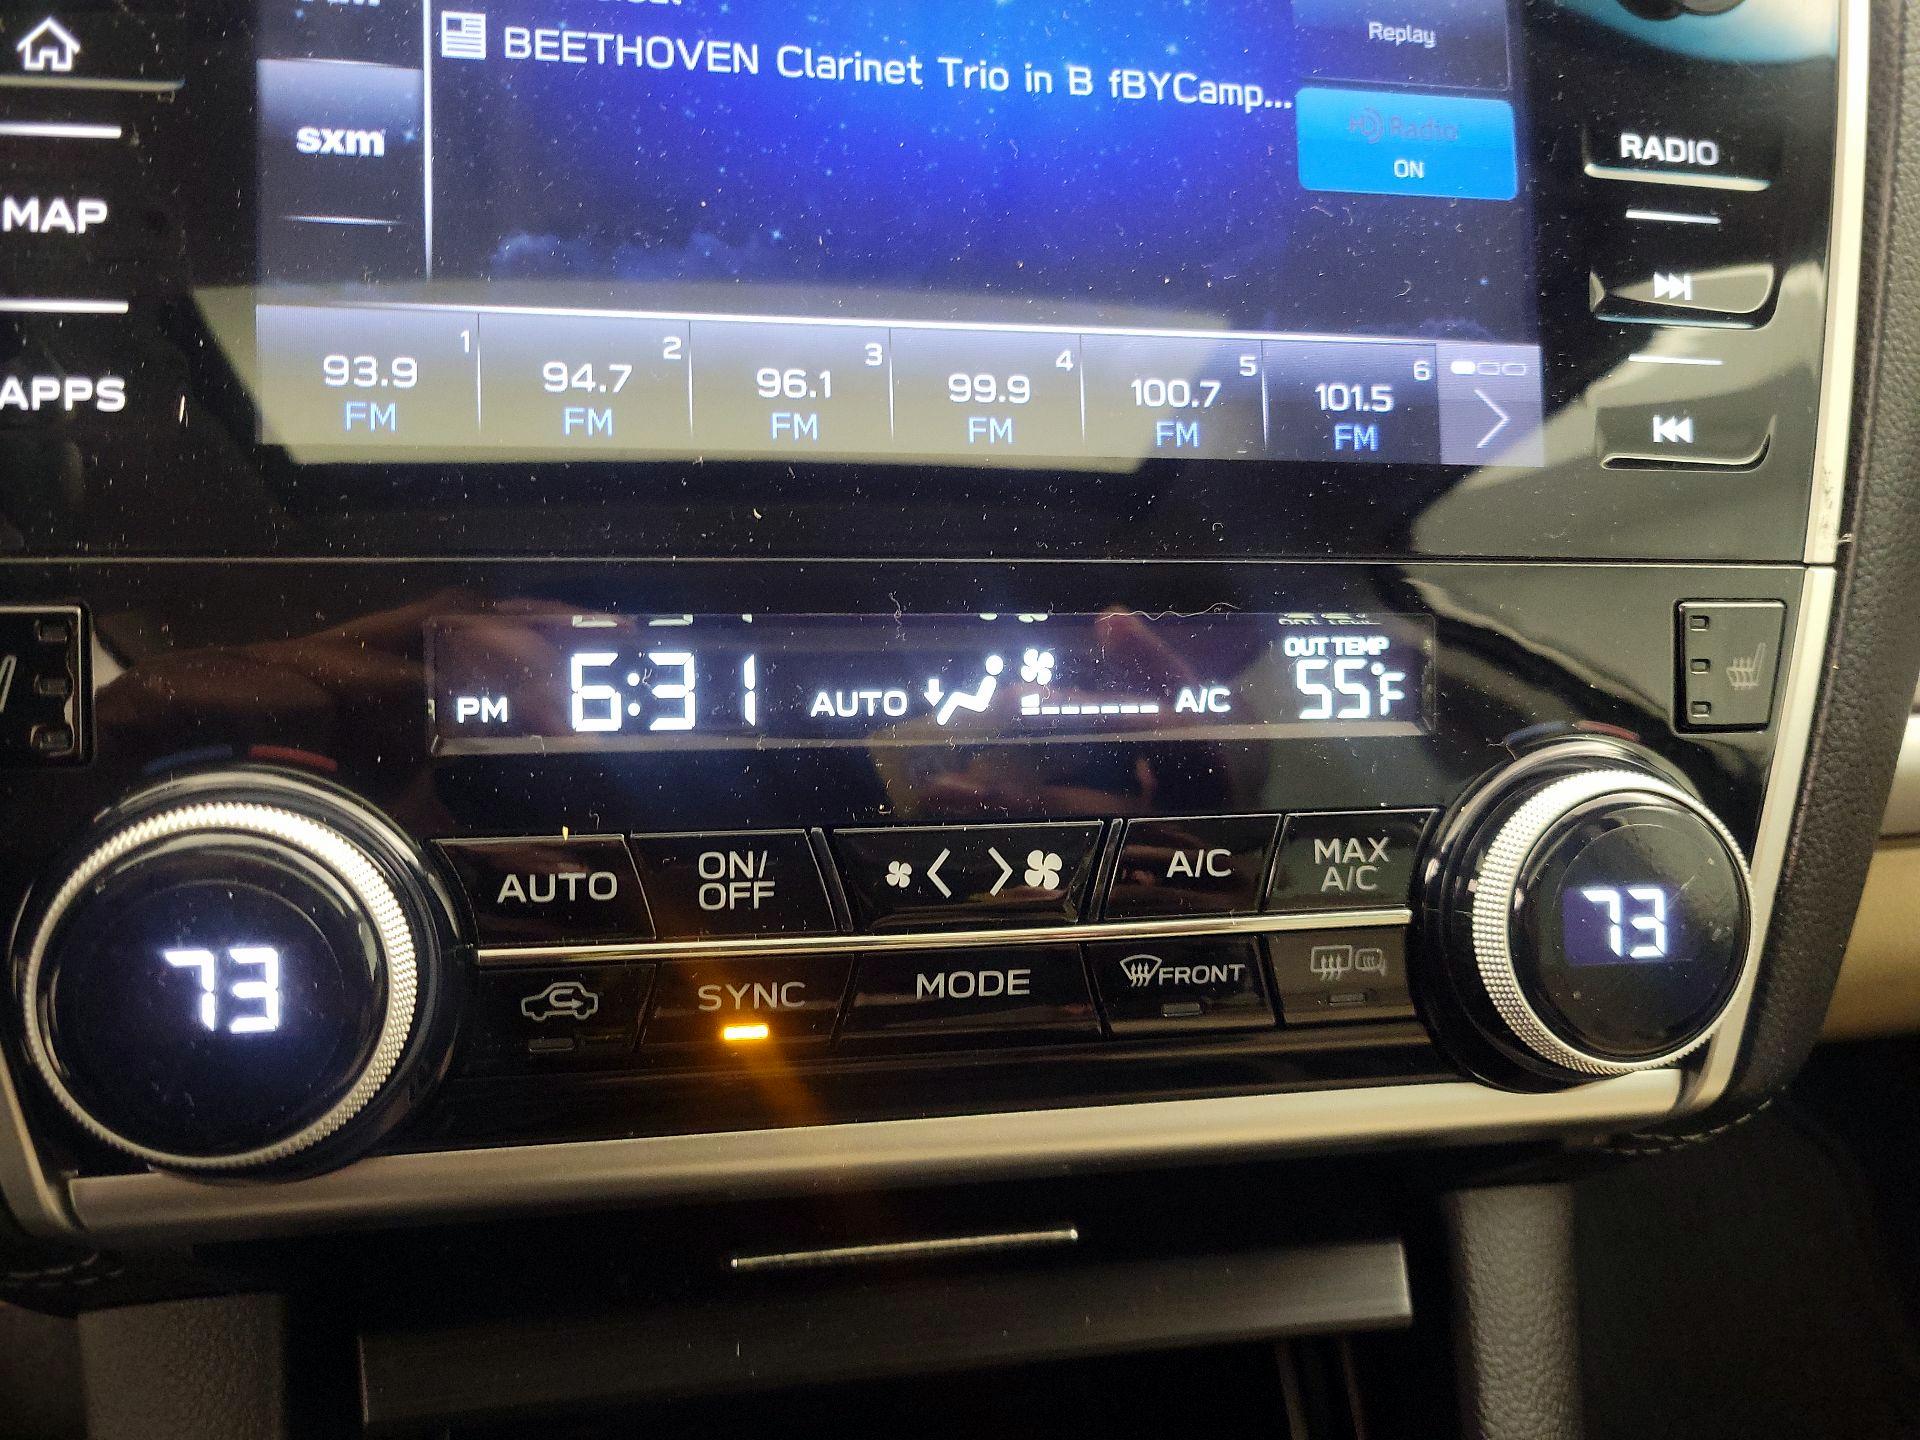 BEETHOVEN Clarinet Trio in B fBYCamp...
Replay
HD Radio
ON
sxm
MAP
APPS
RADIO
1 2 3 4 5 6
93.9 94.7 96.1 99.9 100.7 101.5
FM FM FM FM FM FM
OUT TEMP
PM 6:31 AUTO A/C 55°F
AUTO ON/OFF A/C MAX A/C
73 73
SYNC MODE FRONT